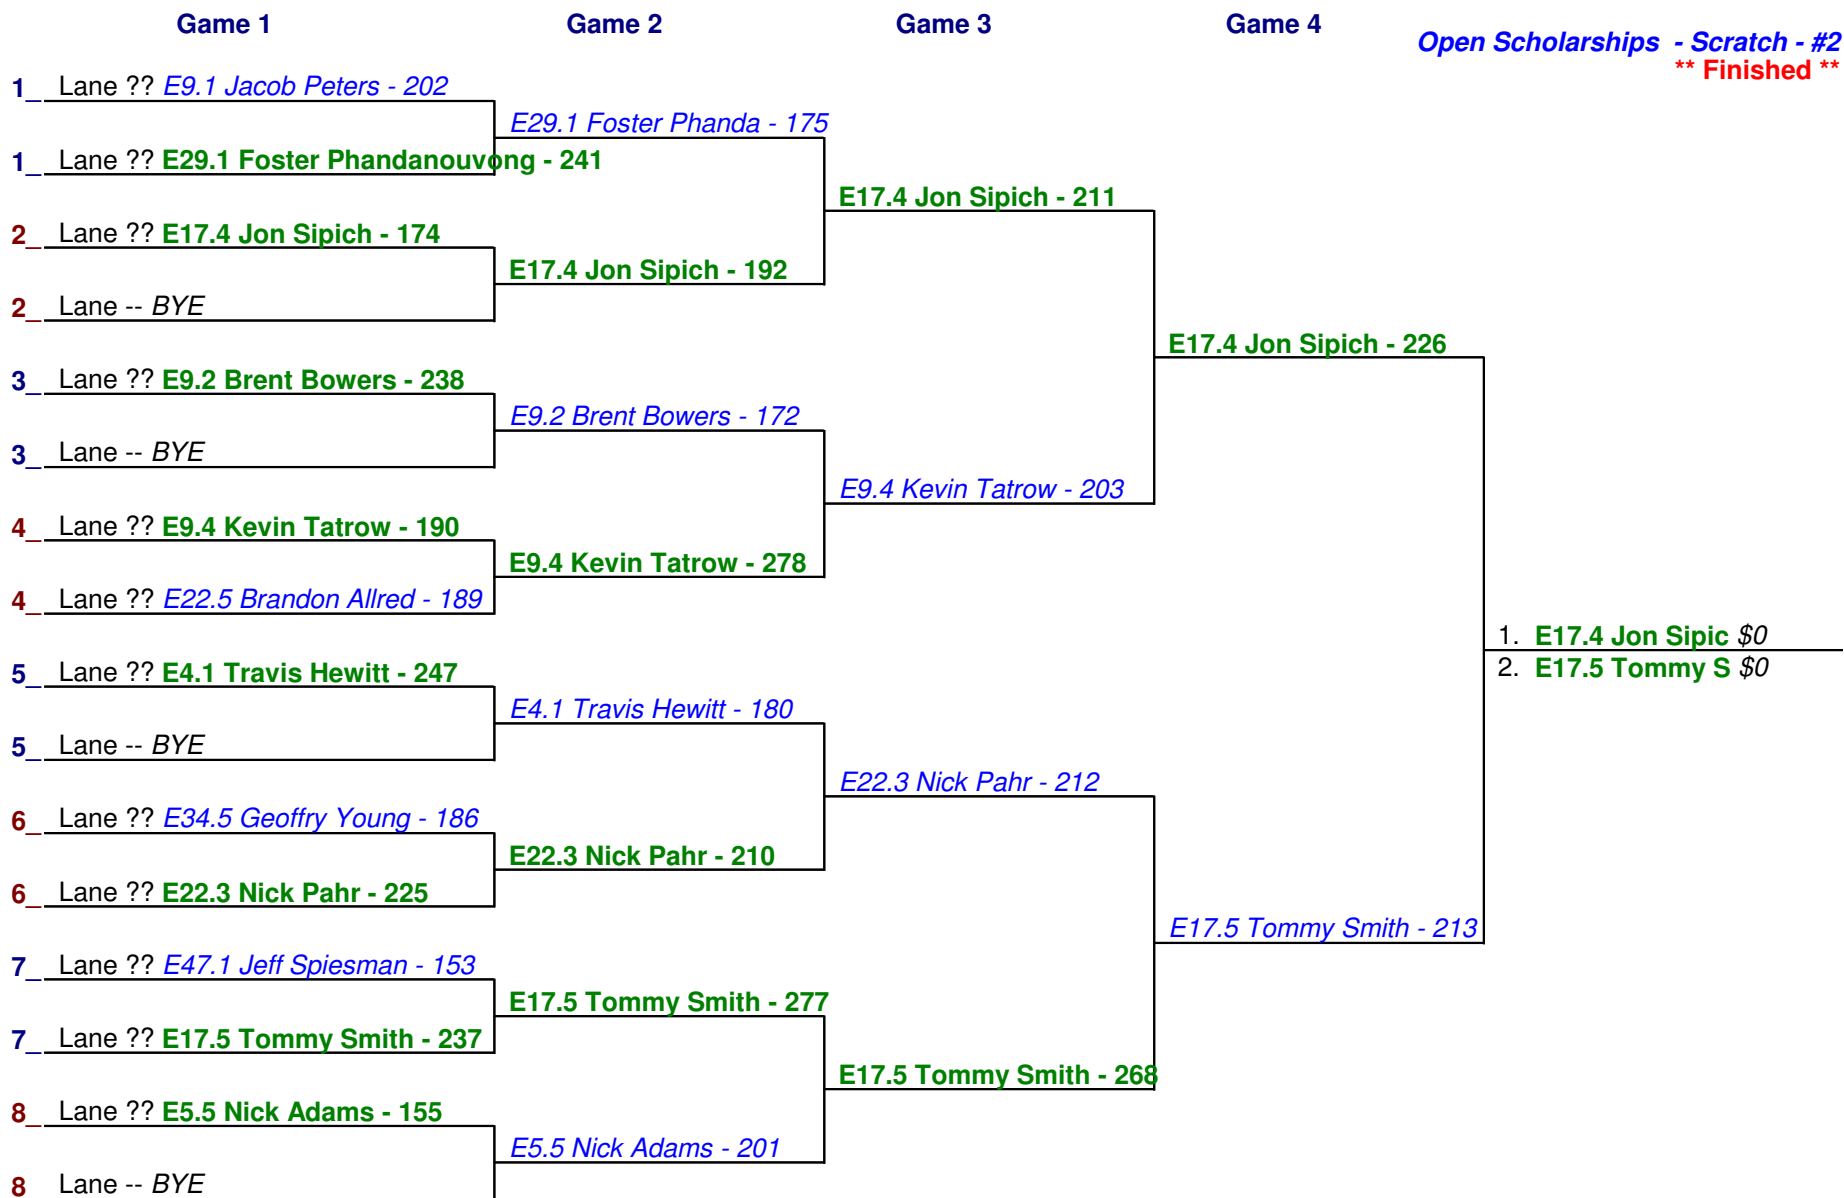 Game 1 Game 2 Game 3 Game 4
Open Scholarships - Scratch - #2
** Finished **
1_ Lane ?? E9.1 Jacob Peters - 202
E29.1 Foster Phanda - 175
1_ Lane ?? E29.1 Foster Phandanouvong - 241
E17.4 Jon Sipich - 211
2_ Lane ?? E17.4 Jon Sipich - 174
E17.4 Jon Sipich - 192
2_ Lane -- BYE
E17.4 Jon Sipich - 226
3_ Lane ?? E9.2 Brent Bowers - 238
E9.2 Brent Bowers - 172
3_ Lane -- BYE
E9.4 Kevin Tatrow - 203
4_ Lane ?? E9.4 Kevin Tatrow - 190
E9.4 Kevin Tatrow - 278
4_ Lane ?? E22.5 Brandon Allred - 189
1. E17.4 Jon Sipic $0
2. E17.5 Tommy S $0
5_ Lane ?? E4.1 Travis Hewitt - 247
E4.1 Travis Hewitt - 180
5_ Lane -- BYE
E22.3 Nick Pahr - 212
6_ Lane ?? E34.5 Geoffry Young - 186
E22.3 Nick Pahr - 210
6_ Lane ?? E22.3 Nick Pahr - 225
E17.5 Tommy Smith - 213
7_ Lane ?? E47.1 Jeff Spiesman - 153
E17.5 Tommy Smith - 277
7_ Lane ?? E17.5 Tommy Smith - 237
E17.5 Tommy Smith - 268
8_ Lane ?? E5.5 Nick Adams - 155
E5.5 Nick Adams - 201
8 Lane -- BYE